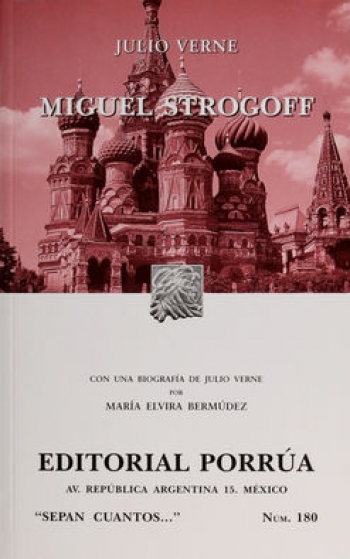 JULIO VERNE
MIGUEL STROGOFF
CON UNA BIOGRAFÍA DE JULIO VERNE
POR
MARÍA ELVIRA BERMÚDEZ
EDITORIAL PORRÚA
AV. REPÚBLICA ARGENTINA 15. MÉXICO
"SEPAN CUANTOS..." NÚM. 180